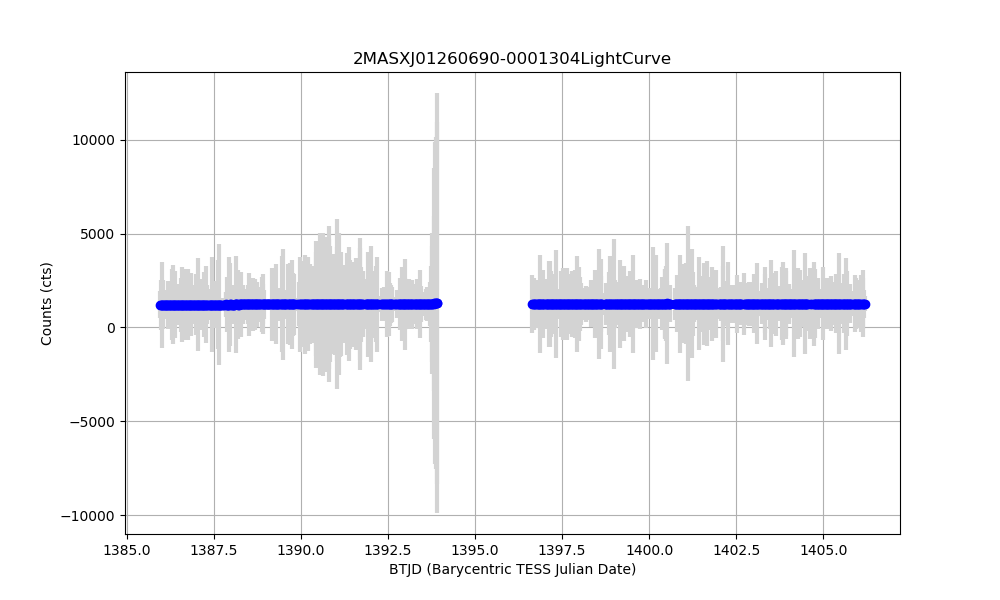 2MASXJ01260690-0001304LightCurve
10000
5000
0
−5000
−10000
Counts (cts)
1385.0 1387.5 1390.0 1392.5 1395.0 1397.5 1400.0 1402.5 1405.0
BTJD (Barycentric TESS Julian Date)